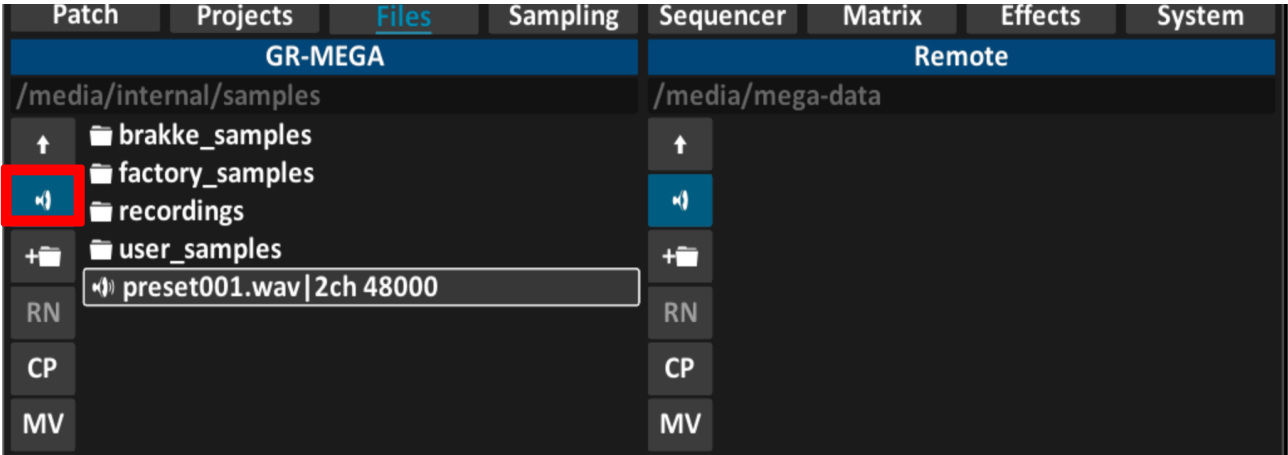 Patch Projects Files Sampling Sequencer Matrix Effects System
GR-MEGA
/media/internal/samples
brakke_samples
factory_samples
recordings
user_samples
preset001.wav|2ch 48000
+
RN
CP
MV
Remote
/media/mega-data
+
RN
CP
MV